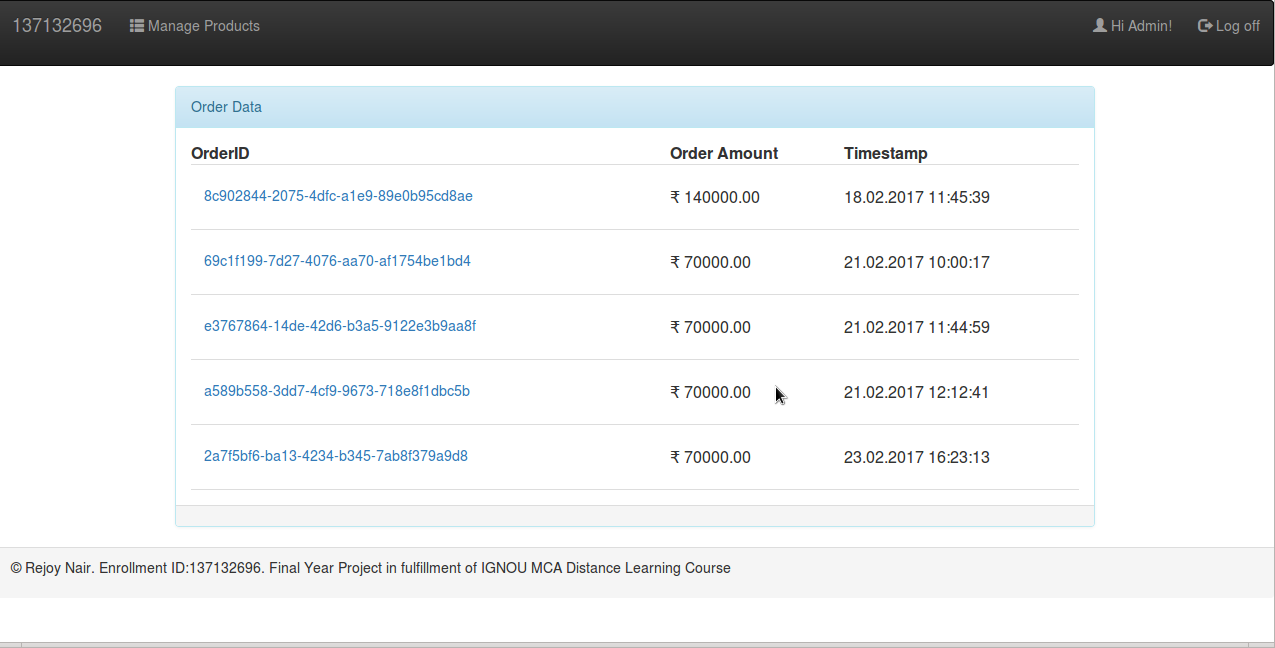 137132696 Manage Products Hi Admin! Log off
Order Data
OrderID Order Amount Timestamp
8c902844-2075-4dfc-a1e9-89e0b95cd8ae ₹ 140000.00 18.02.2017 11:45:39
69c1f199-7d27-4076-aa70-af1754be1bd4 ₹ 70000.00 21.02.2017 10:00:17
e3767864-14de-42d6-b3a5-9122e3b9aa8f ₹ 70000.00 21.02.2017 11:44:59
a589b558-3dd7-4cf9-9673-718e8f1dbc5b ₹ 70000.00 21.02.2017 12:12:41
2a7f5bf6-ba13-4234-b345-7ab8f379a9d8 ₹ 70000.00 23.02.2017 16:23:13
© Rejoy Nair. Enrollment ID:137132696. Final Year Project in fulfillment of IGNOU MCA Distance Learning Course